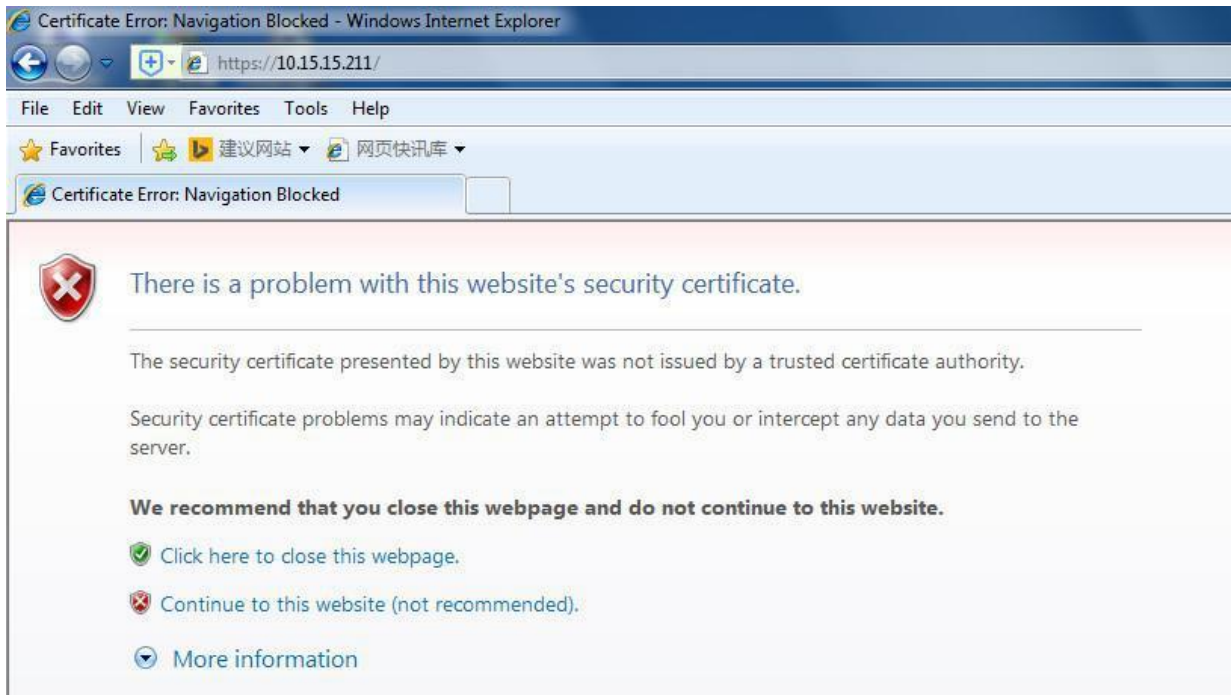 Certificate Error: Navigation Blocked - Windows Internet Explorer
https://10.15.15.211/
File Edit View Favorites Tools Help
Favorites 建议网站 网页快讯库
Certificate Error: Navigation Blocked
There is a problem with this website's security certificate.
The security certificate presented by this website was not issued by a trusted certificate authority.
Security certificate problems may indicate an attempt to fool you or intercept any data you send to the
server.
We recommend that you close this webpage and do not continue to this website.
Click here to close this webpage.
Continue to this website (not recommended).
More information